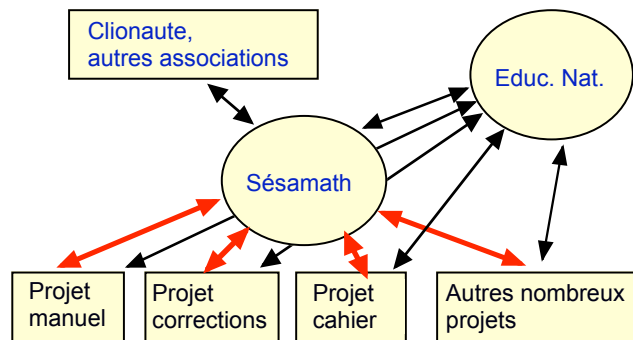 Clionaute,
autres associations
Educ. Nat.
Sésamath
Projet
manuel
Projet
corrections
Projet
cahier
Autres nombreux
projets